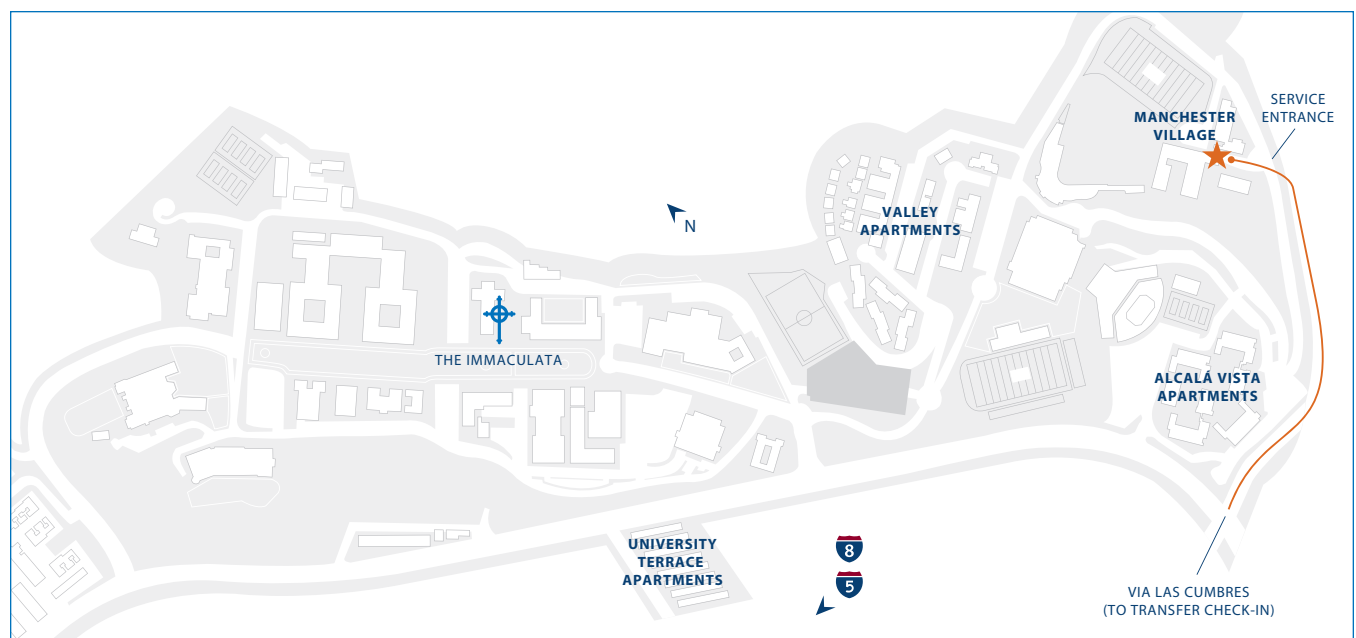 SERVICE
ENTRANCE
MANCHESTER
VILLAGE
VALLEY
APARTMENTS
N
THE IMMACULATA
ALCALÁ VISTA
APARTMENTS
UNIVERSITY
TERRACE
APARTMENTS
8
5
VIA LAS CUMBRES
(TO TRANSFER CHECK-IN)